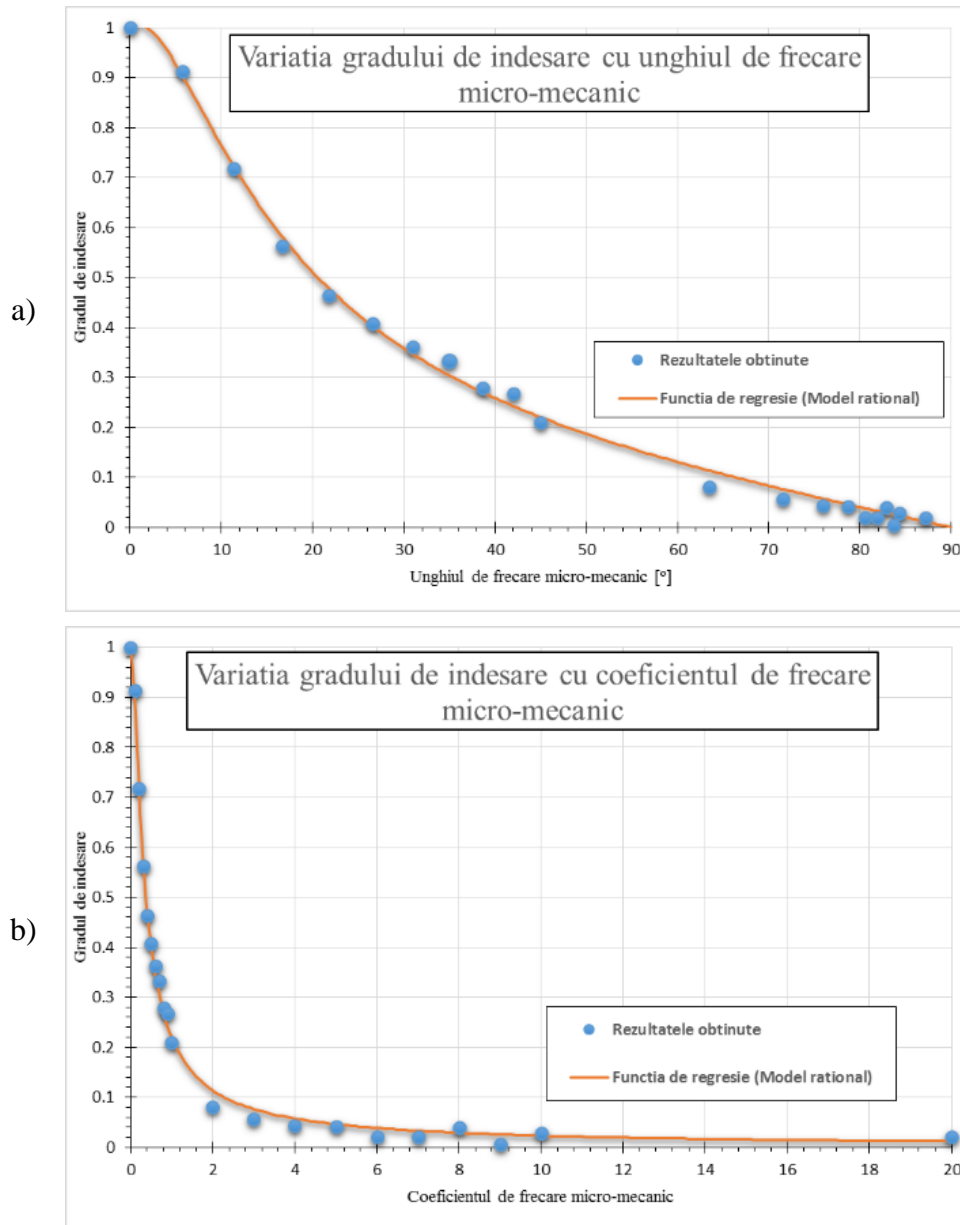 a)
Variatia gradului de indesare cu unghiul de frecare
micro-mecanic
Gradul de indesare
1
0.9
0.8
0.7
0.6
0.5
0.4
0.3
0.2
0.1
0
Rezultatele obtinute
Functia de regresie (Model rational)
0 10 20 30 40 50 60 70 80 90
Unghiul de frecare micro-mecanic [°]
b)
Variatia gradului de indesare cu coeficientul de frecare
micro-mecanic
Gradul de indesare
1
0.9
0.8
0.7
0.6
0.5
0.4
0.3
0.2
0.1
0
Rezultatele obtinute
Functia de regresie (Model rational)
0 2 4 6 8 10 12 14 16 18 20
Coeficientul de frecare micro-mecanic